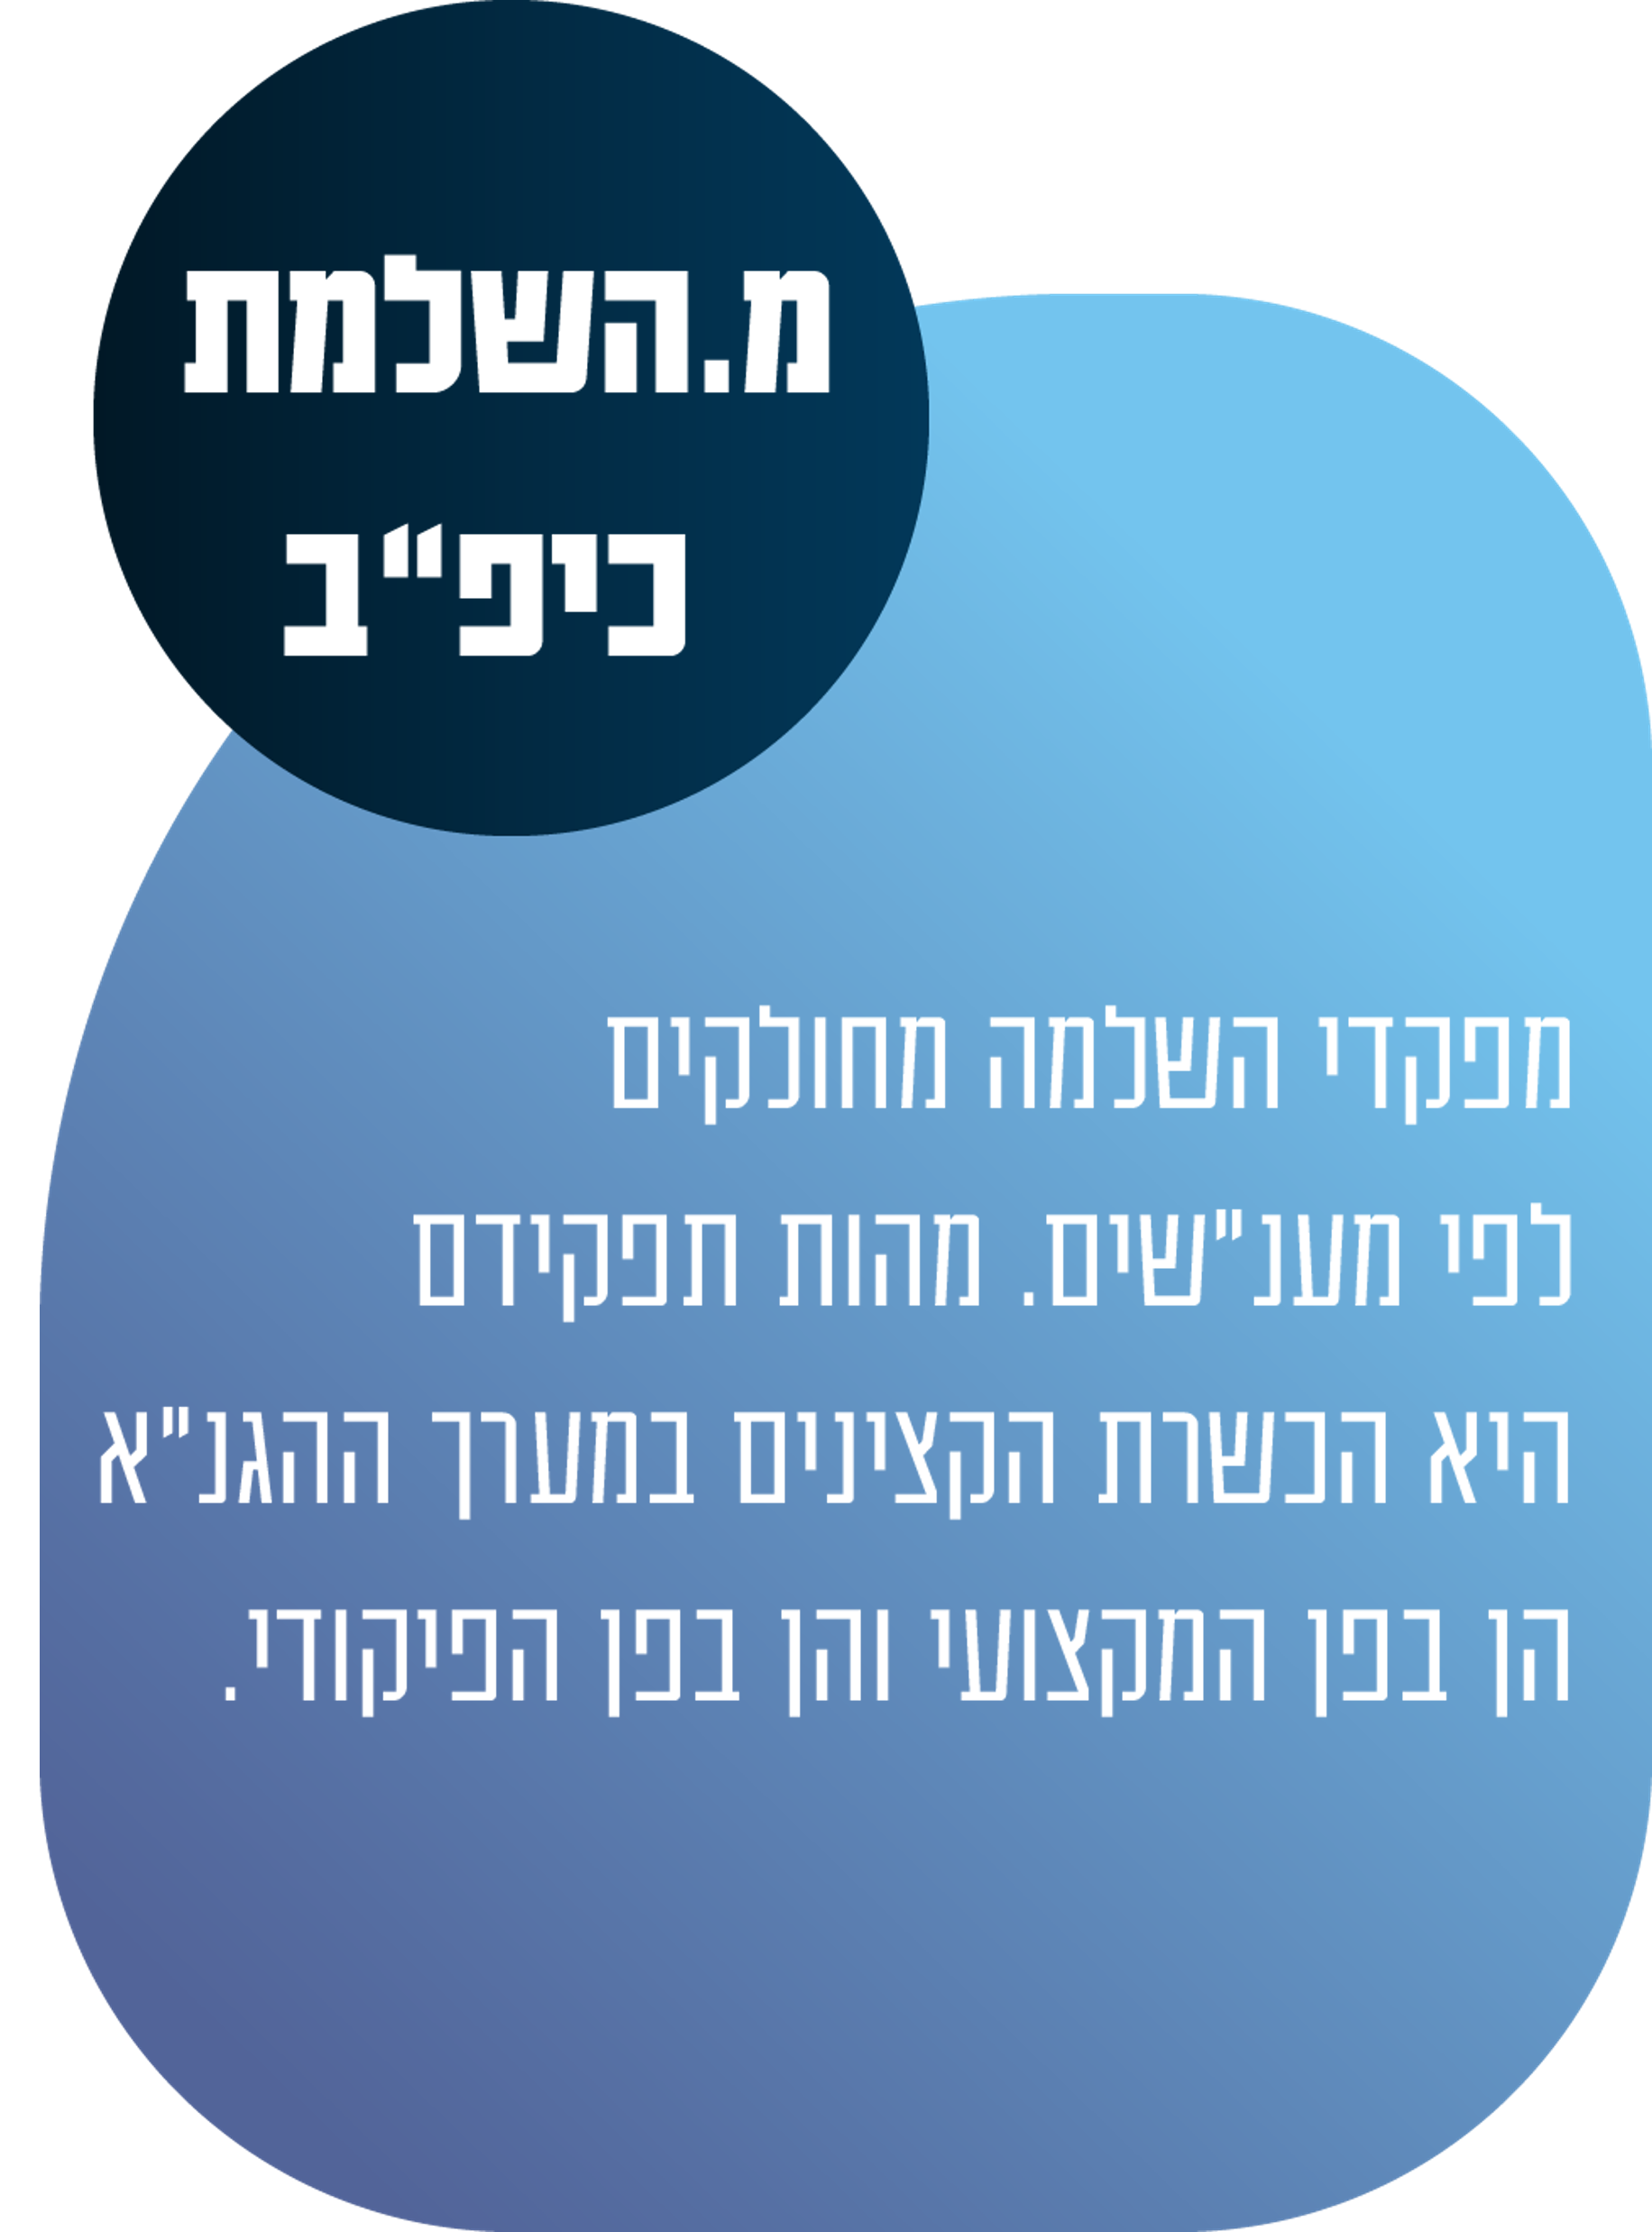 מ.השלמת
כיפ"ב
מפקדי השלמה מחולקים
לפי מענ"שים. מהות תפקידם
היא הכשרת הקצינים במערך ההגנ"א
הן בפן המקצועי והן בפן הפיקודי.